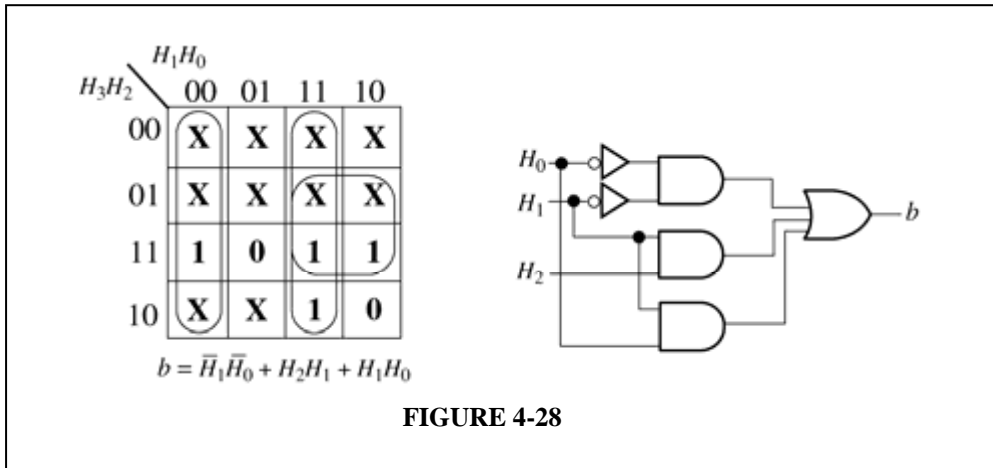 H₁H₀
H₃H₂
00 01 11 10
00 X X X X
01 X X X X
11 1 0 1 1
10 X X 1 0
b = H̅₁H̅₀ + H₂H₁ + H₁H₀
H₀
H₁
H₂
b
FIGURE 4-28